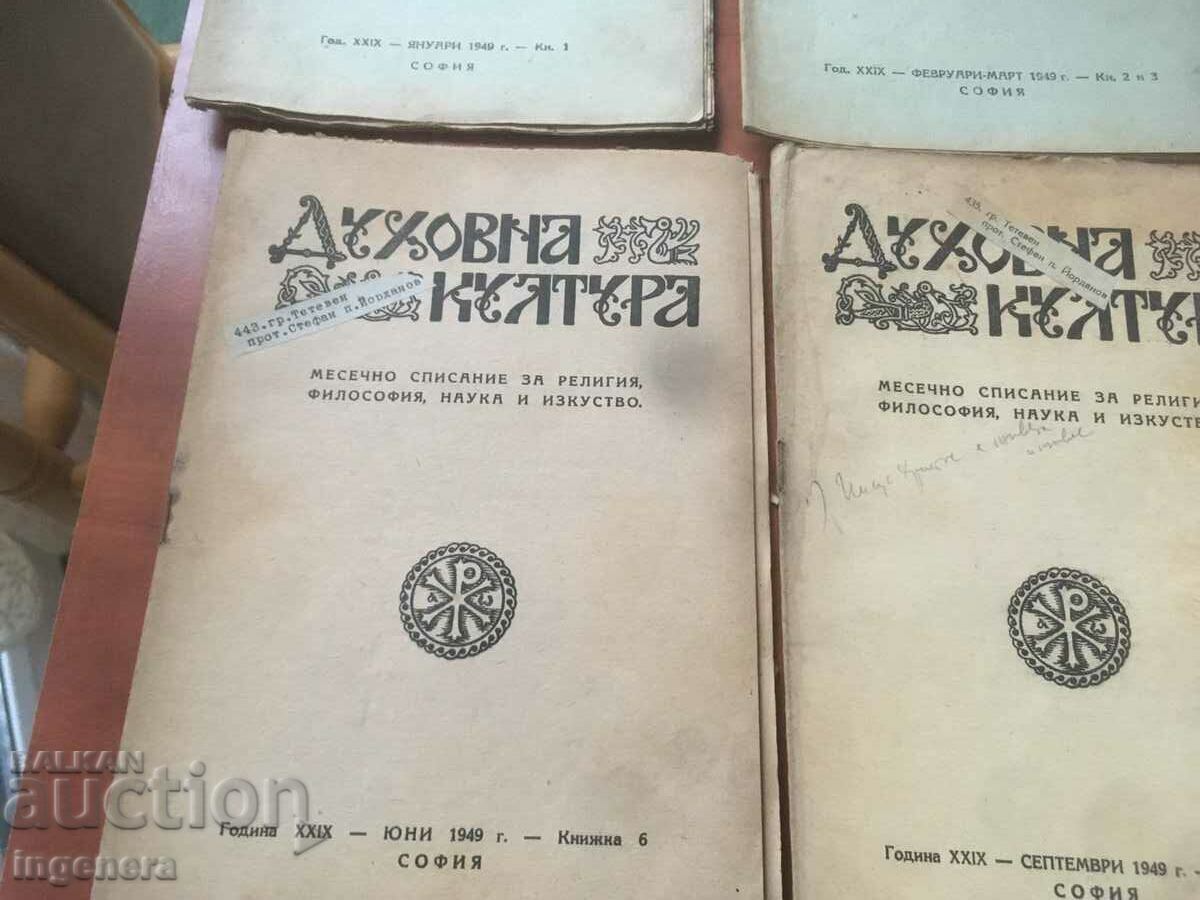 Год. XXIX — ЯНУАРИ 1949 г. — Кн. 1
СОФИЯ
Год. XXIX — ФЕВРУАРИ-МАРТ 1949 г. — Кн. 2 и 3
СОФИЯ
ДУХОВНА
КУЛТУРА
443.гр.Тетевен
прот.Стефан п.Йорданов
МЕСЕЧНО СПИСАНИЕ ЗА РЕЛИГИЯ,
ФИЛОСОФИЯ, НАУКА И ИЗКУСТВО.
Година XXIX — ЮНИ 1949 г. — Книжка 6
СОФИЯ
ДУХОВНА
КУЛТУР
435. гр. Тетевен
прот. Стефан п. Йорданов
МЕСЕЧНО СПИСАНИЕ ЗА РЕЛИГИ
ФИЛОСОФИЯ, НАУКА И ИЗКУСТВ
Година XXIX — СЕПТЕМВРИ 1949 г. -
СОФИЯ
BALKAN
auction
ingenera